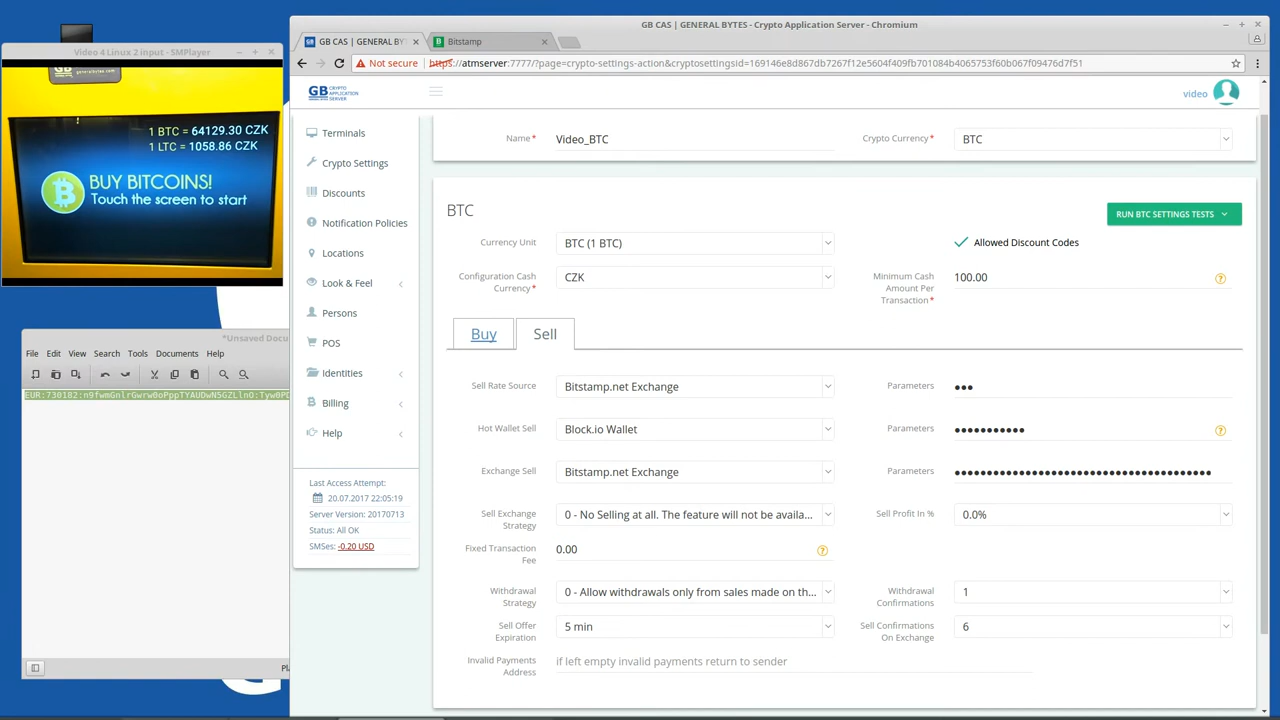 GB CAS | GENERAL BYTES - Crypto Application Server - Chromium
GB CAS | GENERAL BY
Bitstamp
Not secure
https://atmserver:7777/?page=crypto-settings-action&cryptosettingsid=169146e8d867db7267f12e5604f409fb701084b4065753f60b067f09476d7f51
Video 4 Linux 2 input - SMPlayer
GB
generalbytes.com
1 BTC = 64129.30 CZK
1 LTC = 1058.86 CZK
BUY BITCOINS!
Touch the screen to start
*Unsaved Docu
File Edit View Search Tools Documents Help
GB CRYPTO APPLICATION SERVER
video
Terminals
Crypto Settings
Discounts
Notification Policies
Locations
Look & Feel
Persons
POS
Identities
Billing
Help
Last Access Attempt:
20.07.2017 22:05:19
Server Version: 20170713
Status: All OK
SMSes: -0.20 USD
Name*
Video_BTC
Crypto Currency*
BTC
BTC
RUN BTC SETTINGS TESTS
Currency Unit
BTC (1 BTC)
Allowed Discount Codes
Configuration Cash Currency*
CZK
Minimum Cash Amount Per Transaction*
100.00
Buy
Sell
Sell Rate Source
Bitstamp.net Exchange
Parameters
Hot Wallet Sell
Block.io Wallet
Parameters
Exchange Sell
Bitstamp.net Exchange
Parameters
Sell Exchange Strategy
0 - No Selling at all. The feature will not be availa...
Sell Profit In %
0.0%
Fixed Transaction Fee
0.00
Withdrawal Strategy
0 - Allow withdrawals only from sales made on th...
Withdrawal Confirmations
1
Sell Offer Expiration
5 min
Sell Confirmations On Exchange
6
Invalid Payments Address
if left empty invalid payments return to sender